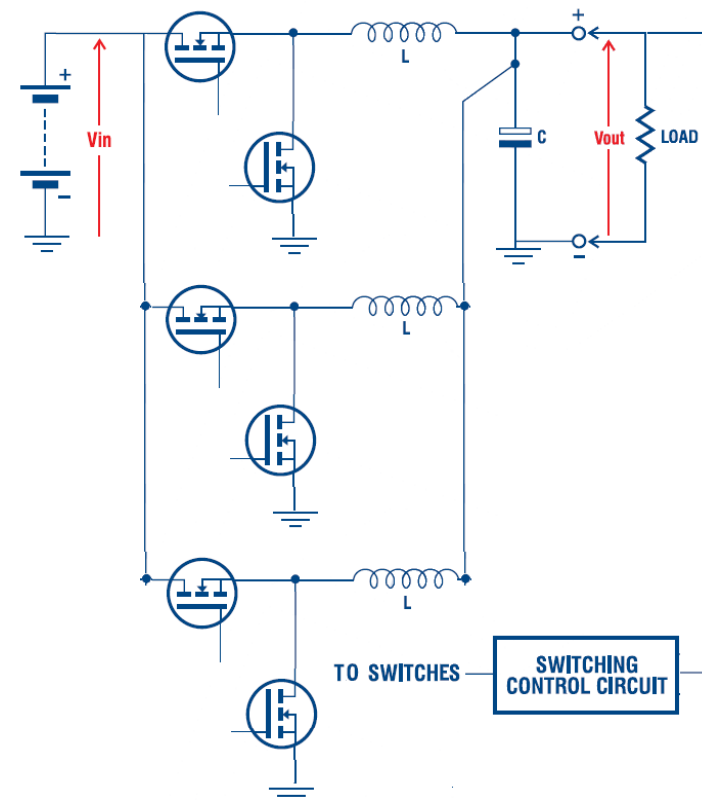 +
L
+
+
Vin
C
Vout
LOAD
−
−
L
L
TO SWITCHES
SWITCHING
CONTROL CIRCUIT